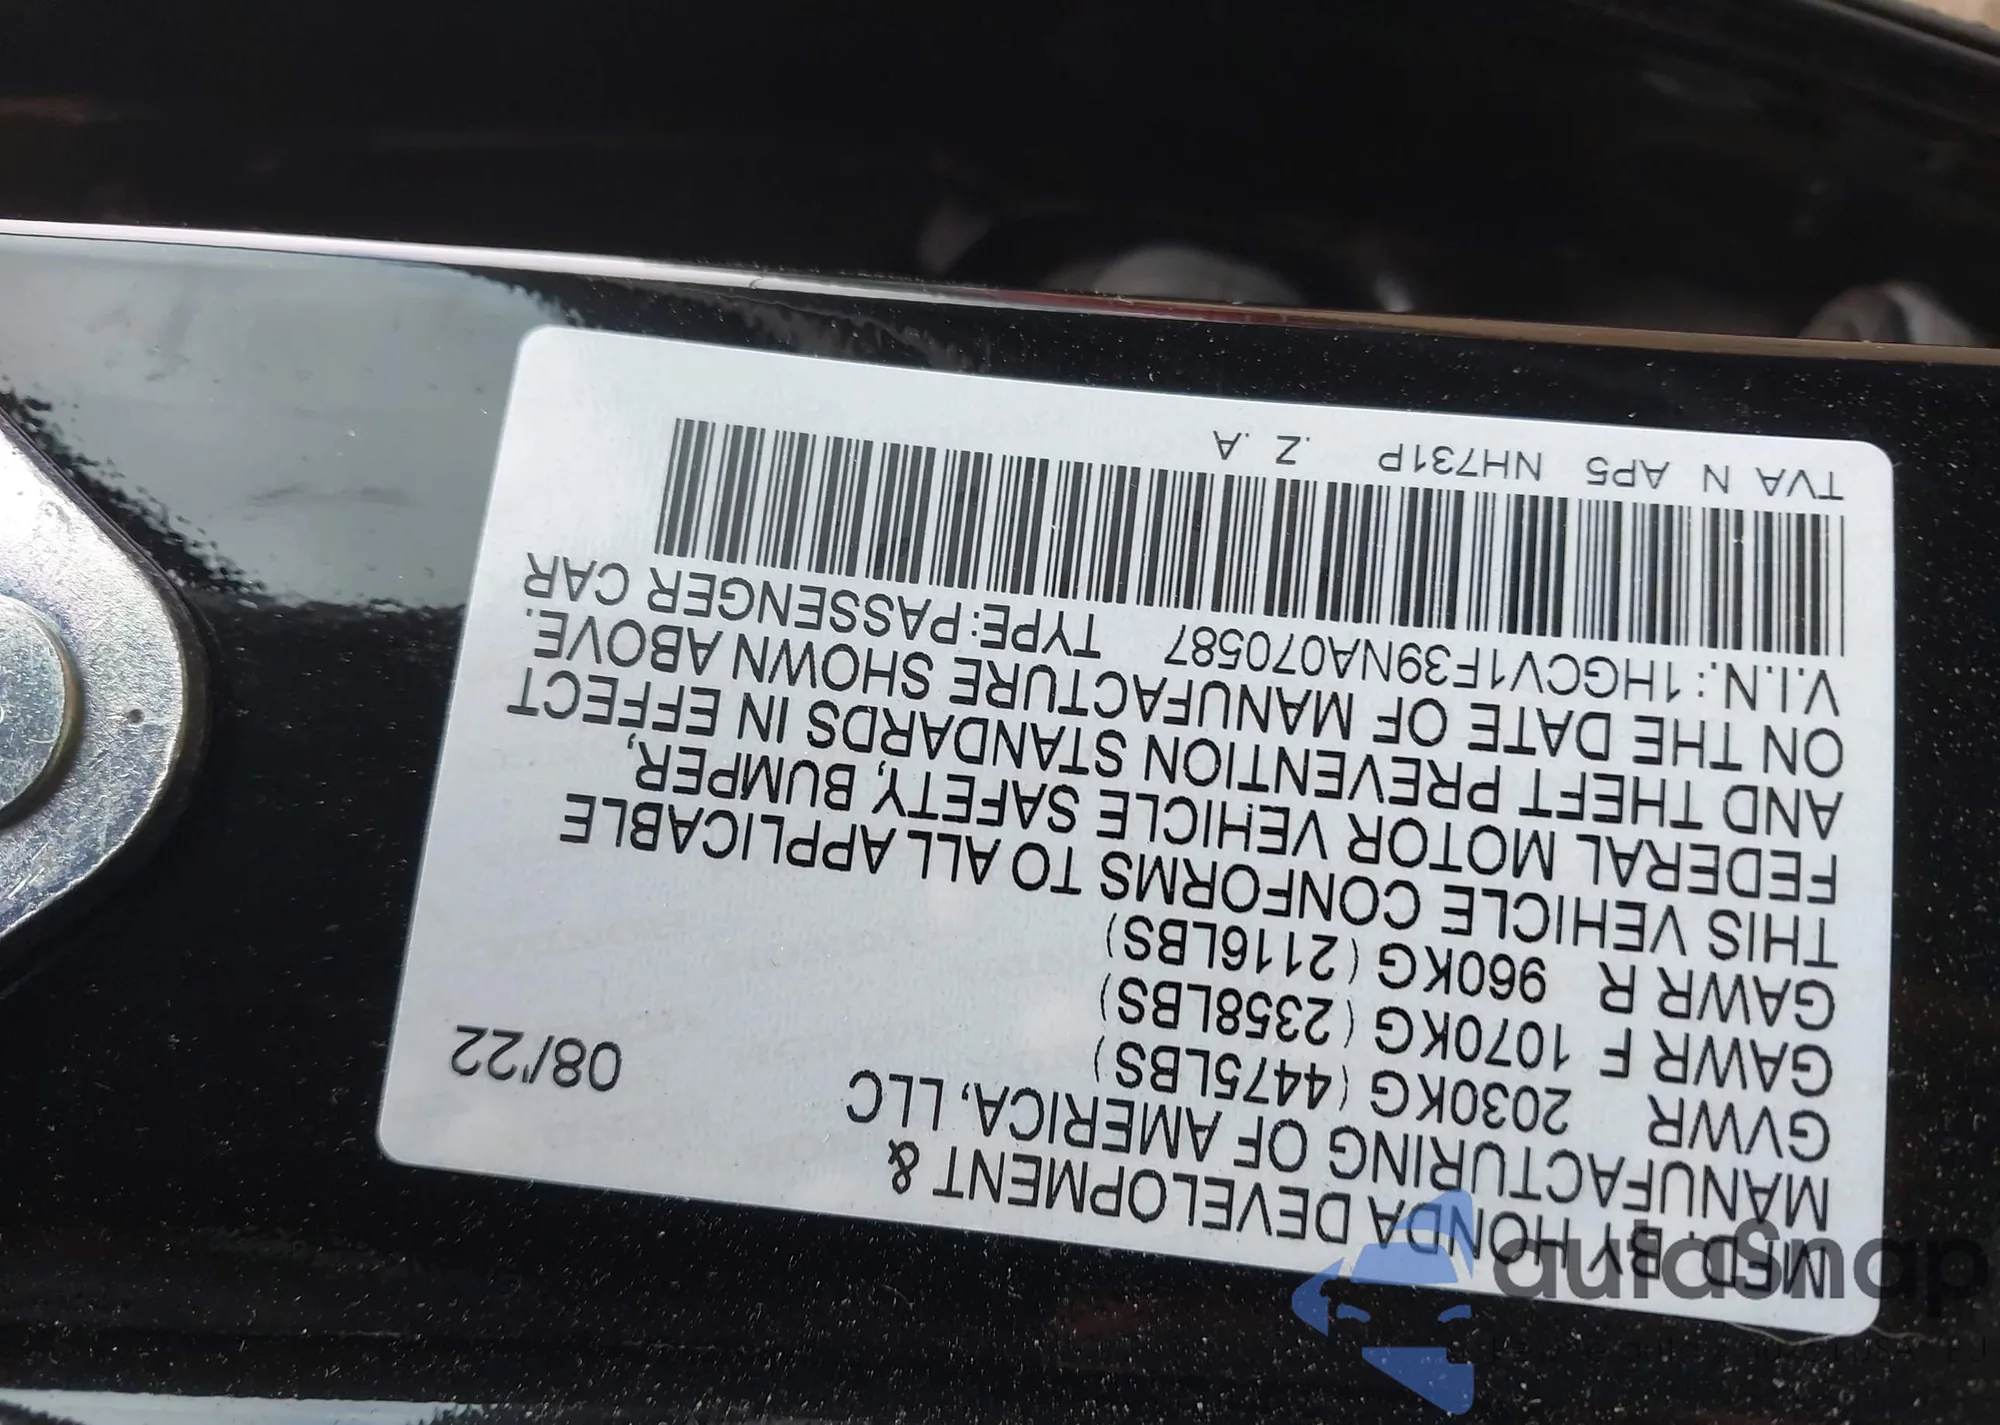 MFD. BY HONDA DEVELOPMENT &
MANUFACTURING OF AMERICA, LLC
08/'22
GVWR 2030KG (4475LBS)
GAWR F 1070KG (2358LBS)
GAWR R 960KG (2116LBS)
THIS VEHICLE CONFORMS TO ALL APPLICABLE
FEDERAL MOTOR VEHICLE SAFETY, BUMPER,
AND THEFT PREVENTION STANDARDS IN EFFECT
ON THE DATE OF MANUFACTURE SHOWN ABOVE.
V.I.N.: 1HGCV1F39NA070587 TYPE:PASSENGER CAR
TVA N AP5 NH731P .Z .A
autosnap